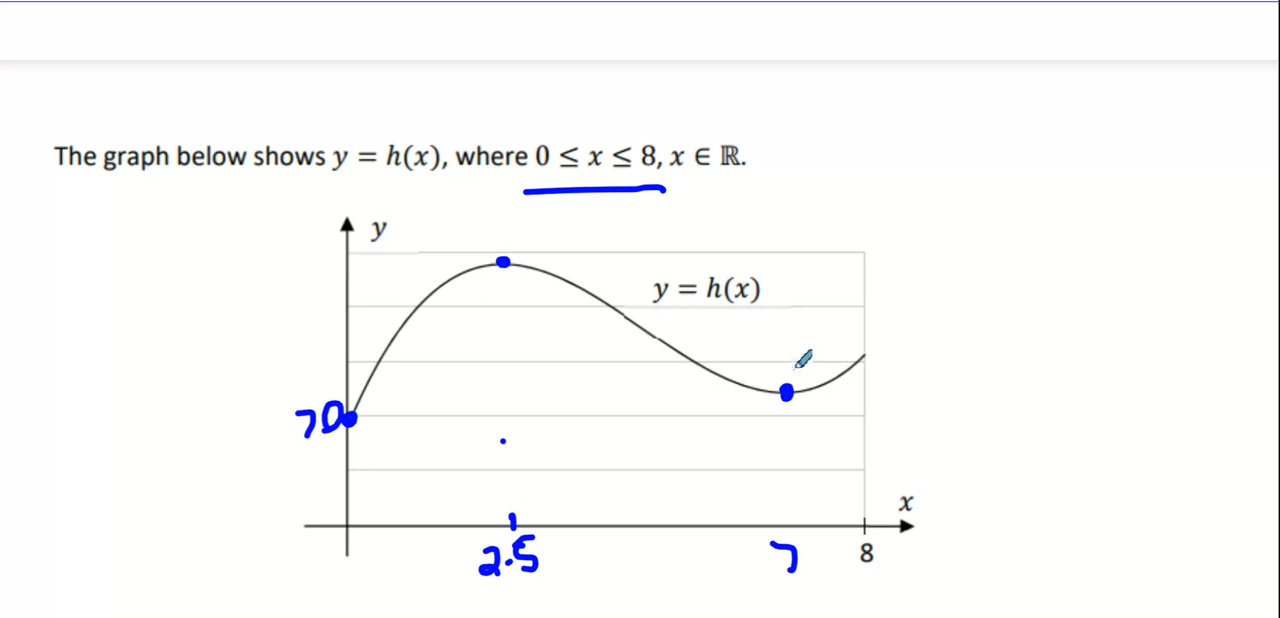 The graph below shows y = h(x), where 0 ≤ x ≤ 8, x ∈ ℝ.
y
y = h(x)
70
x
2.5
7
8